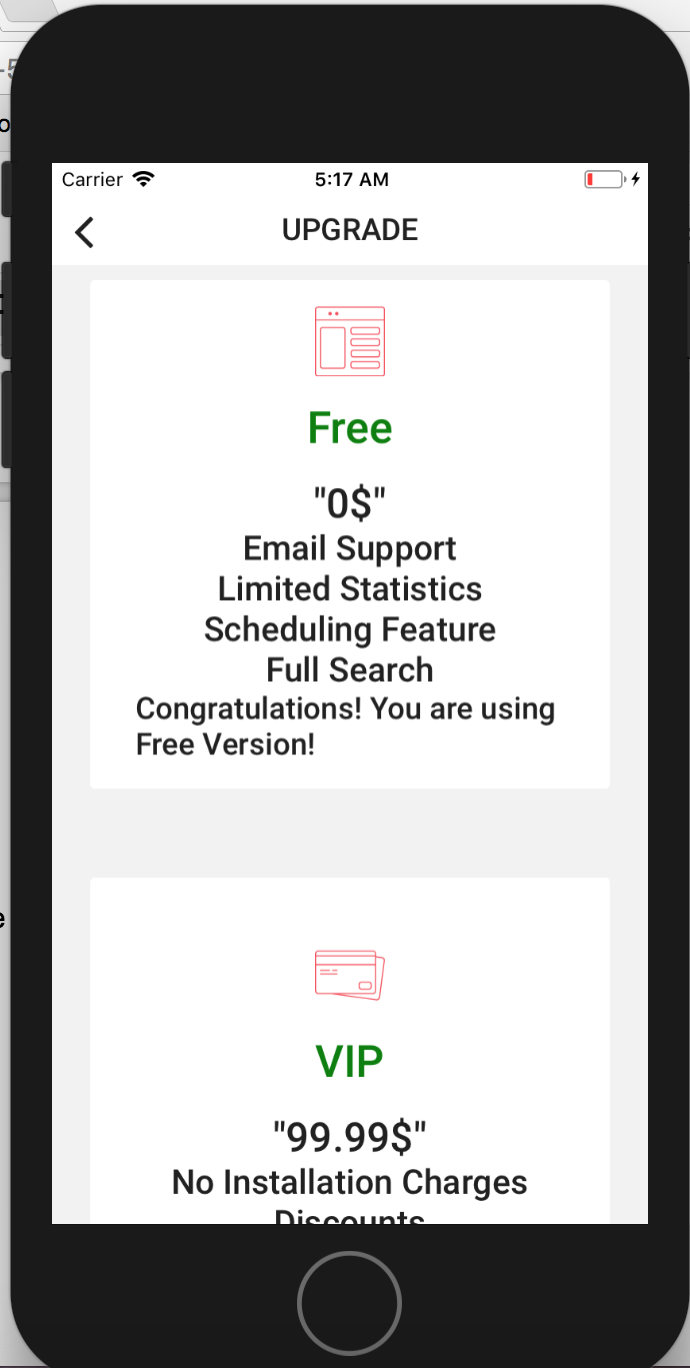 Carrier
5:17 AM
UPGRADE
Free
"0$"
Email Support
Limited Statistics
Scheduling Feature
Full Search
Congratulations! You are using
Free Version!
VIP
"99.99$"
No Installation Charges
Discounts